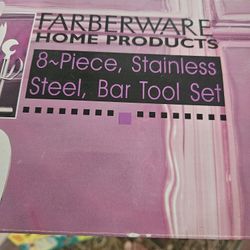 FARBERWARE
HOME PRODUCTS
8~Piece, Stainless
Steel, Bar Tool Set